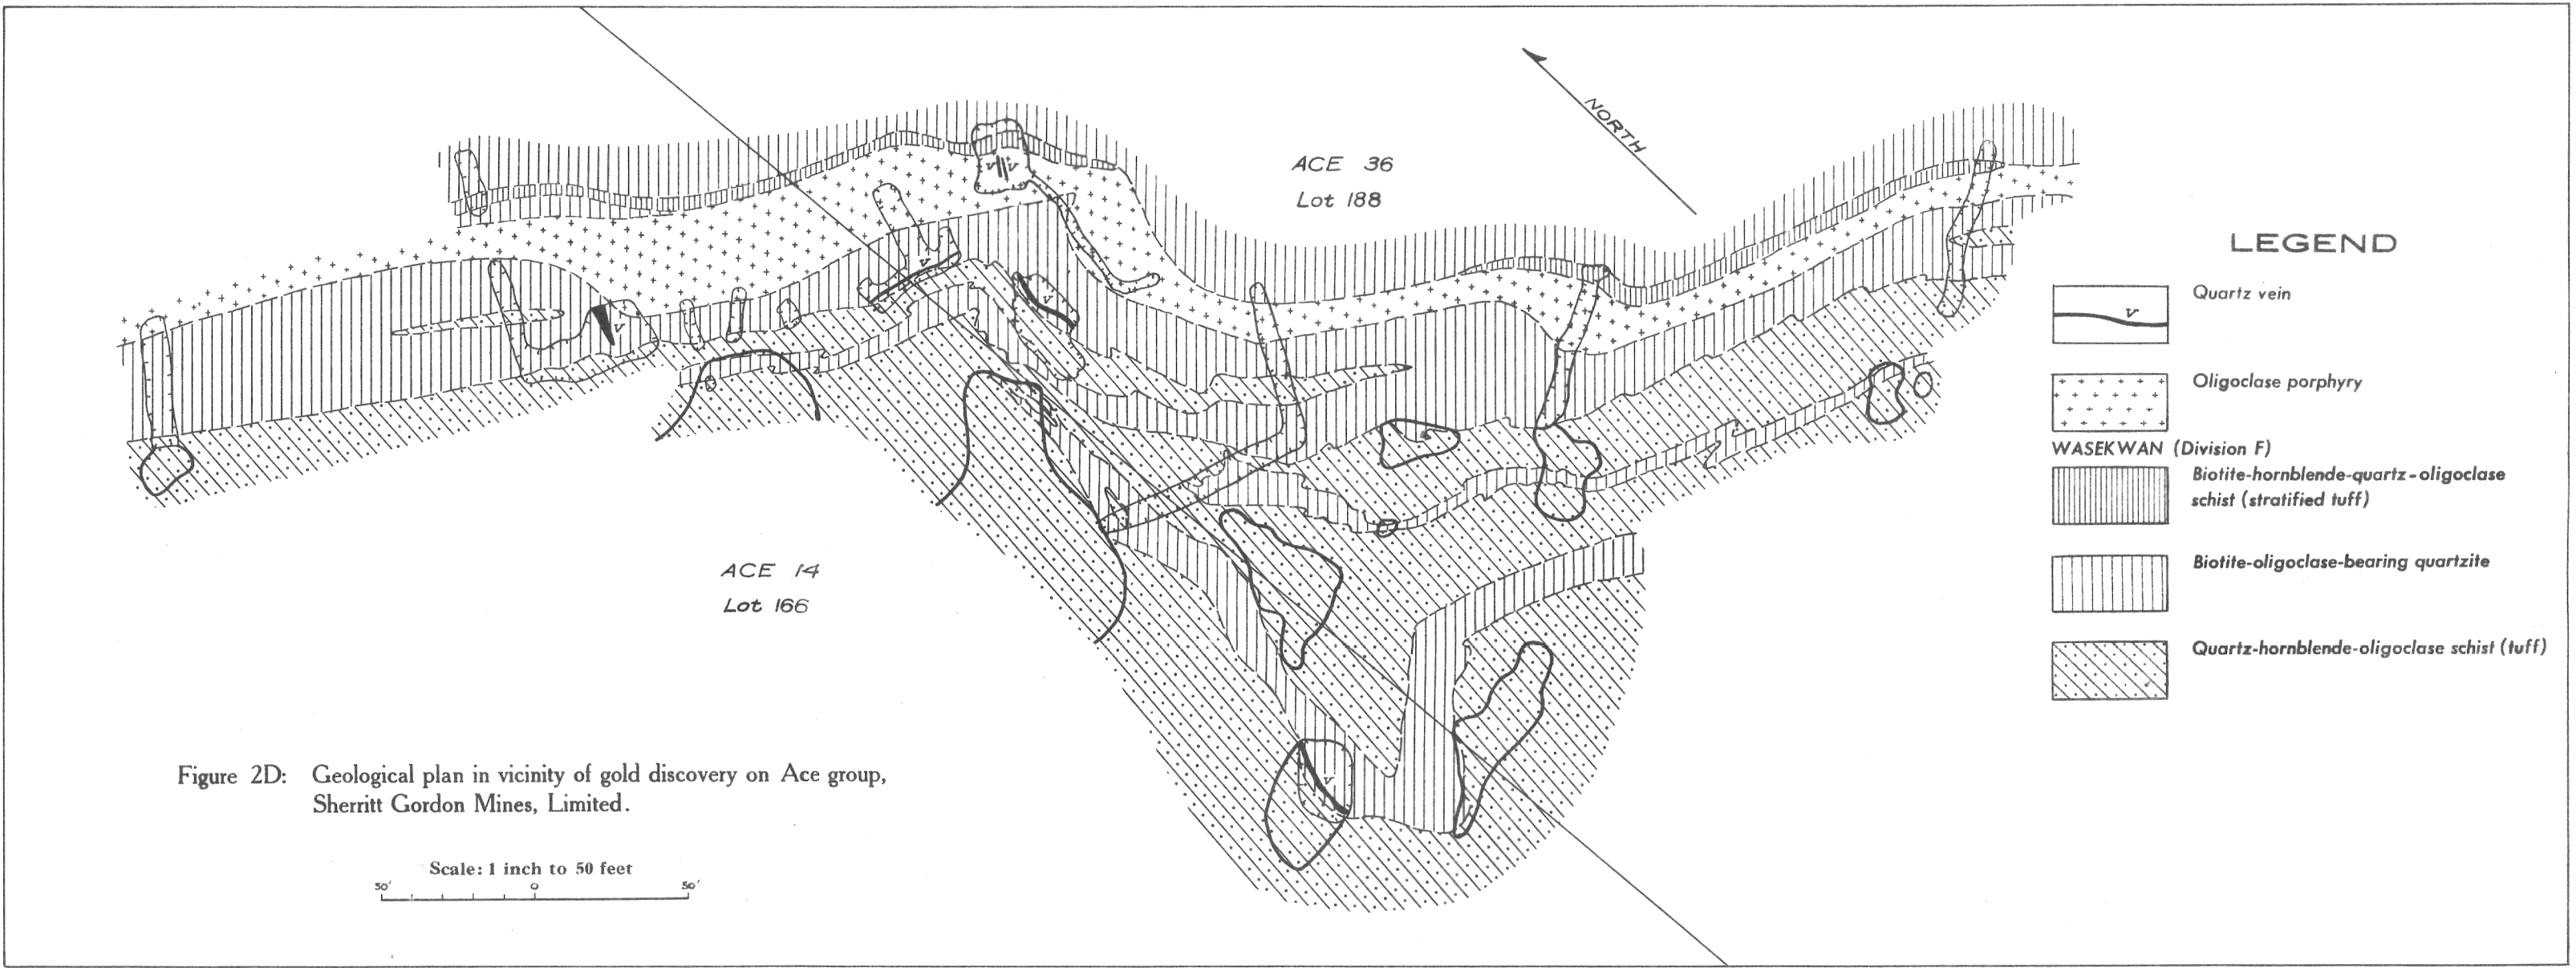 NORTH
ACE 36
Lot 188
LEGEND
Quartz vein
V
Oligoclase porphyry
WASEKWAN (Division F)
Biotite-hornblende-quartz-oligoclase
schist (stratified tuff)
Biotite-oligoclase-bearing quartzite
Quartz-hornblende-oligoclase schist (tuff)
V V
V
V
V
ACE 14
Lot 166
V
Figure 2D: Geological plan in vicinity of gold discovery on Ace group,
Sherritt Gordon Mines, Limited.
Scale: 1 inch to 50 feet
50' 0 50'